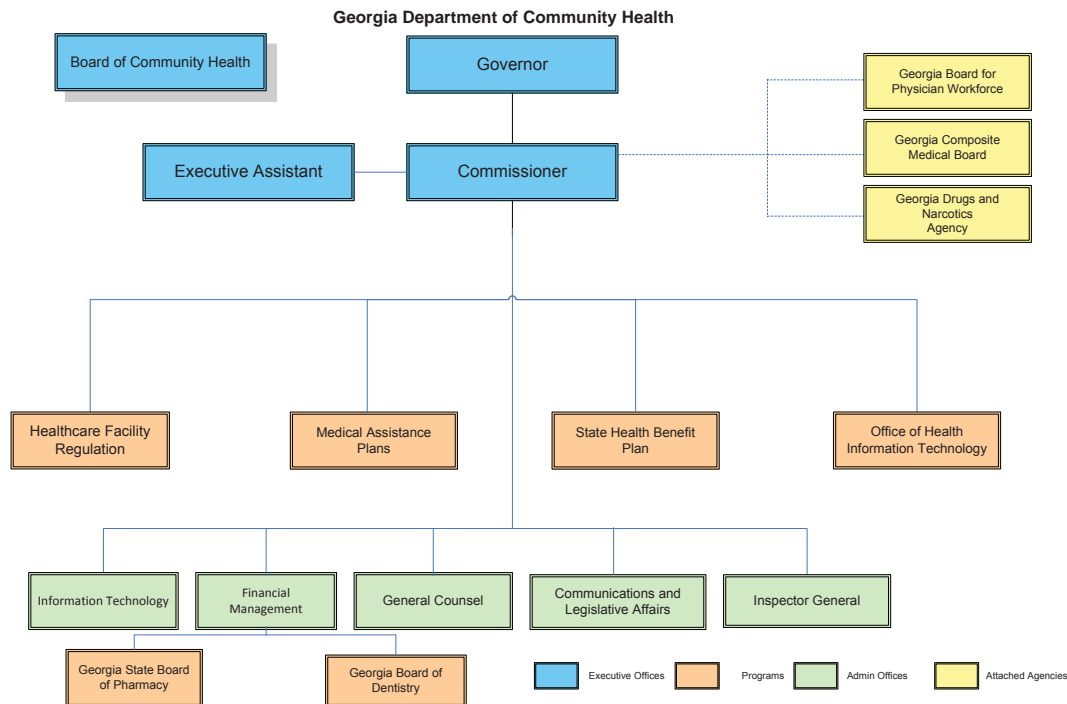 Georgia Department of Community Health
Board of Community Health
Governor
Georgia Board for
Physician Workforce
Executive Assistant
Commissioner
Georgia Composite
Medical Board
Georgia Drugs and
Narcotics
Agency
Healthcare Facility
Regulation
Medical Assistance
Plans
State Health Benefit
Plan
Office of Health
Information Technology
Information Technology
Financial
Management
General Counsel
Communications and
Legislative Affairs
Inspector General
Georgia State Board
of Pharmacy
Georgia Board of
Dentistry
Executive Offices
Programs
Admin Offices
Attached Agencies